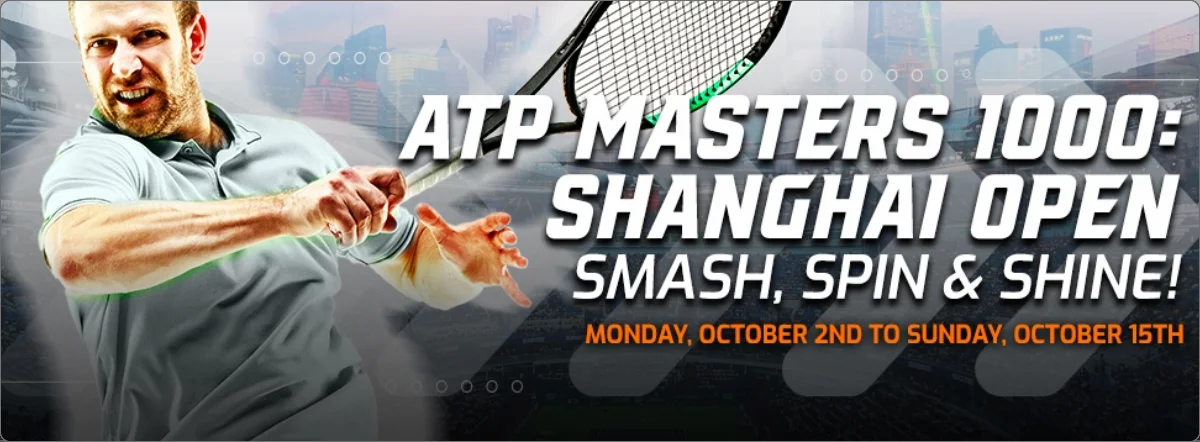 ATP MASTERS 1000:
SHANGHAI OPEN
SMASH, SPIN & SHINE!
MONDAY, OCTOBER 2ND TO SUNDAY, OCTOBER 15TH